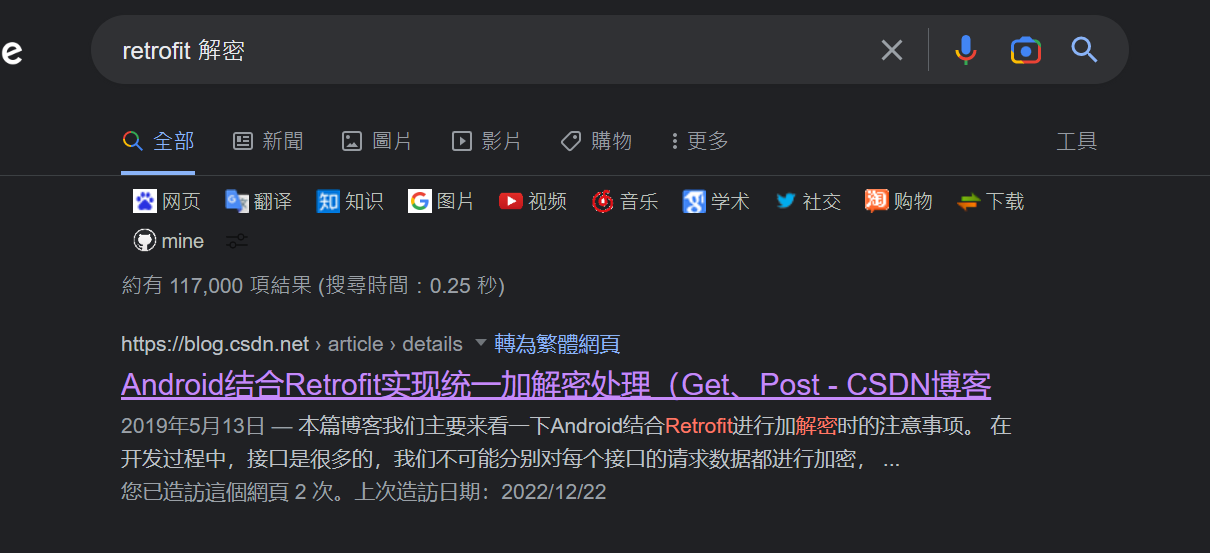 e
retrofit 解密
全部 新聞 圖片 影片 購物 更多 工具
网页 翻译 知 知识 图片 视频 音乐 学术 淘 购物 下载
mine
約有 117,000 項結果 (搜尋時間：0.25 秒)
https://blog.csdn.net › article › details 轉為繁體網頁
Android结合Retrofit实现统一加解密处理（Get、Post - CSDN博客
2019年5月13日 — 本篇博客我们主要来看一下Android结合Retrofit进行加解密时的注意事项。 在
开发过程中，接口是很多的，我们不可能分别对每个接口的请求数据都进行加密， ...
您已造訪這個網頁 2 次。上次造訪日期：2022/12/22